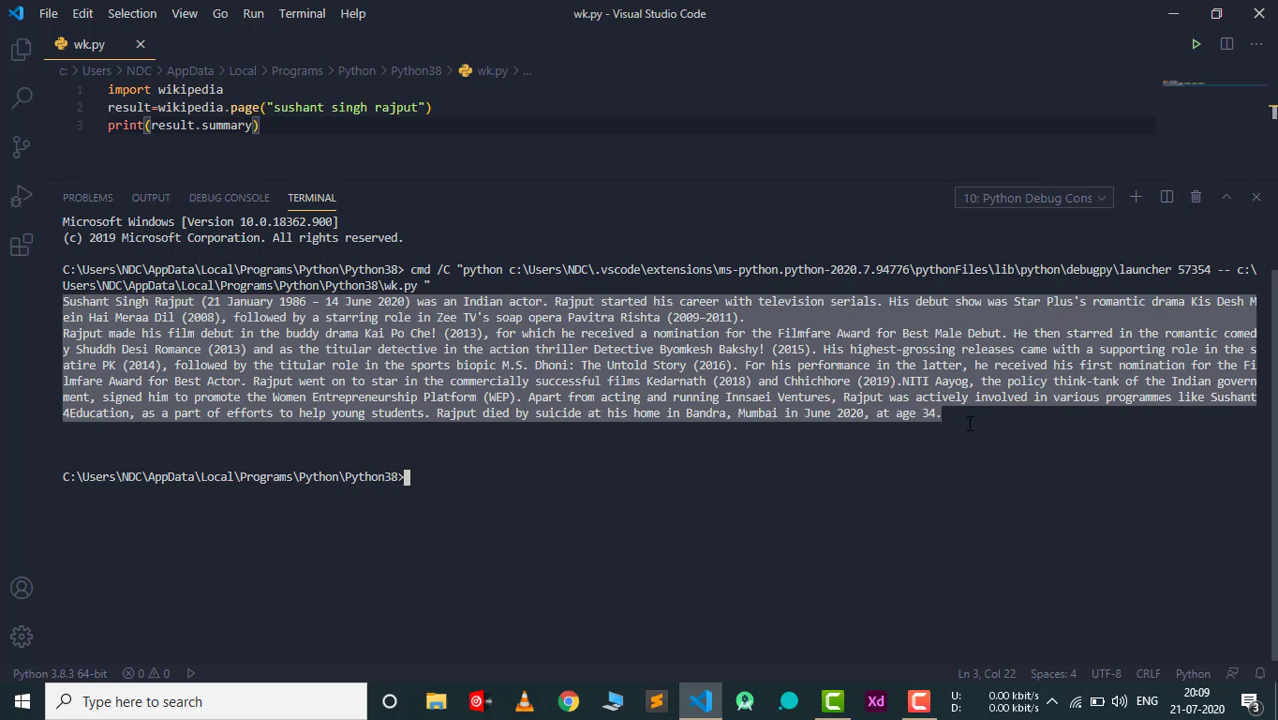 File Edit Selection View Go Run Terminal Help wk.py - Visual Studio Code
wk.py
c: > Users > NDC > AppData > Local > Programs > Python > Python38 > wk.py > ...
1 import wikipedia
2 result=wikipedia.page("sushant singh rajput")
3 print(result.summary)
PROBLEMS OUTPUT DEBUG CONSOLE TERMINAL 10: Python Debug Cons
Microsoft Windows [Version 10.0.18362.900]
(c) 2019 Microsoft Corporation. All rights reserved.
C:\Users\NDC\AppData\Local\Programs\Python\Python38> cmd /C "python c:\Users\NDC\.vscode\extensions\ms-python.python-2020.7.94776\pythonFiles\lib\python\debugpy\launcher 57354 -- c:\
Users\NDC\AppData\Local\Programs\Python\Python38\wk.py "
Sushant Singh Rajput (21 January 1986 – 14 June 2020) was an Indian actor. Rajput started his career with television serials. His debut show was Star Plus's romantic drama Kis Desh M
ein Hai Meraa Dil (2008), followed by a starring role in Zee TV's soap opera Pavitra Rishta (2009–2011).
Rajput made his film debut in the buddy drama Kai Po Che! (2013), for which he received a nomination for the Filmfare Award for Best Male Debut. He then starred in the romantic comed
y Shuddh Desi Romance (2013) and as the titular detective in the action thriller Detective Byomkesh Bakshy! (2015). His highest-grossing releases came with a supporting role in the s
atire PK (2014), followed by the titular role in the sports biopic M.S. Dhoni: The Untold Story (2016). For his performance in the latter, he received his first nomination for the Fi
lmfare Award for Best Actor. Rajput went on to star in the commercially successful films Kedarnath (2018) and Chhichhore (2019).NITI Aayog, the policy think-tank of the Indian govern
ment, signed him to promote the Women Entrepreneurship Platform (WEP). Apart from acting and running Innsaei Ventures, Rajput was actively involved in various programmes like Sushant
4Education, as a part of efforts to help young students. Rajput died by suicide at his home in Bandra, Mumbai in June 2020, at age 34.
C:\Users\NDC\AppData\Local\Programs\Python\Python38>
Python 3.8.3 64-bit 0 0 Ln 3, Col 22 Spaces: 4 UTF-8 CRLF Python
Type here to search Xd U: 0.00 kbit/s ENG 20:09
D: 0.00 kbit/s 21-07-2020 3